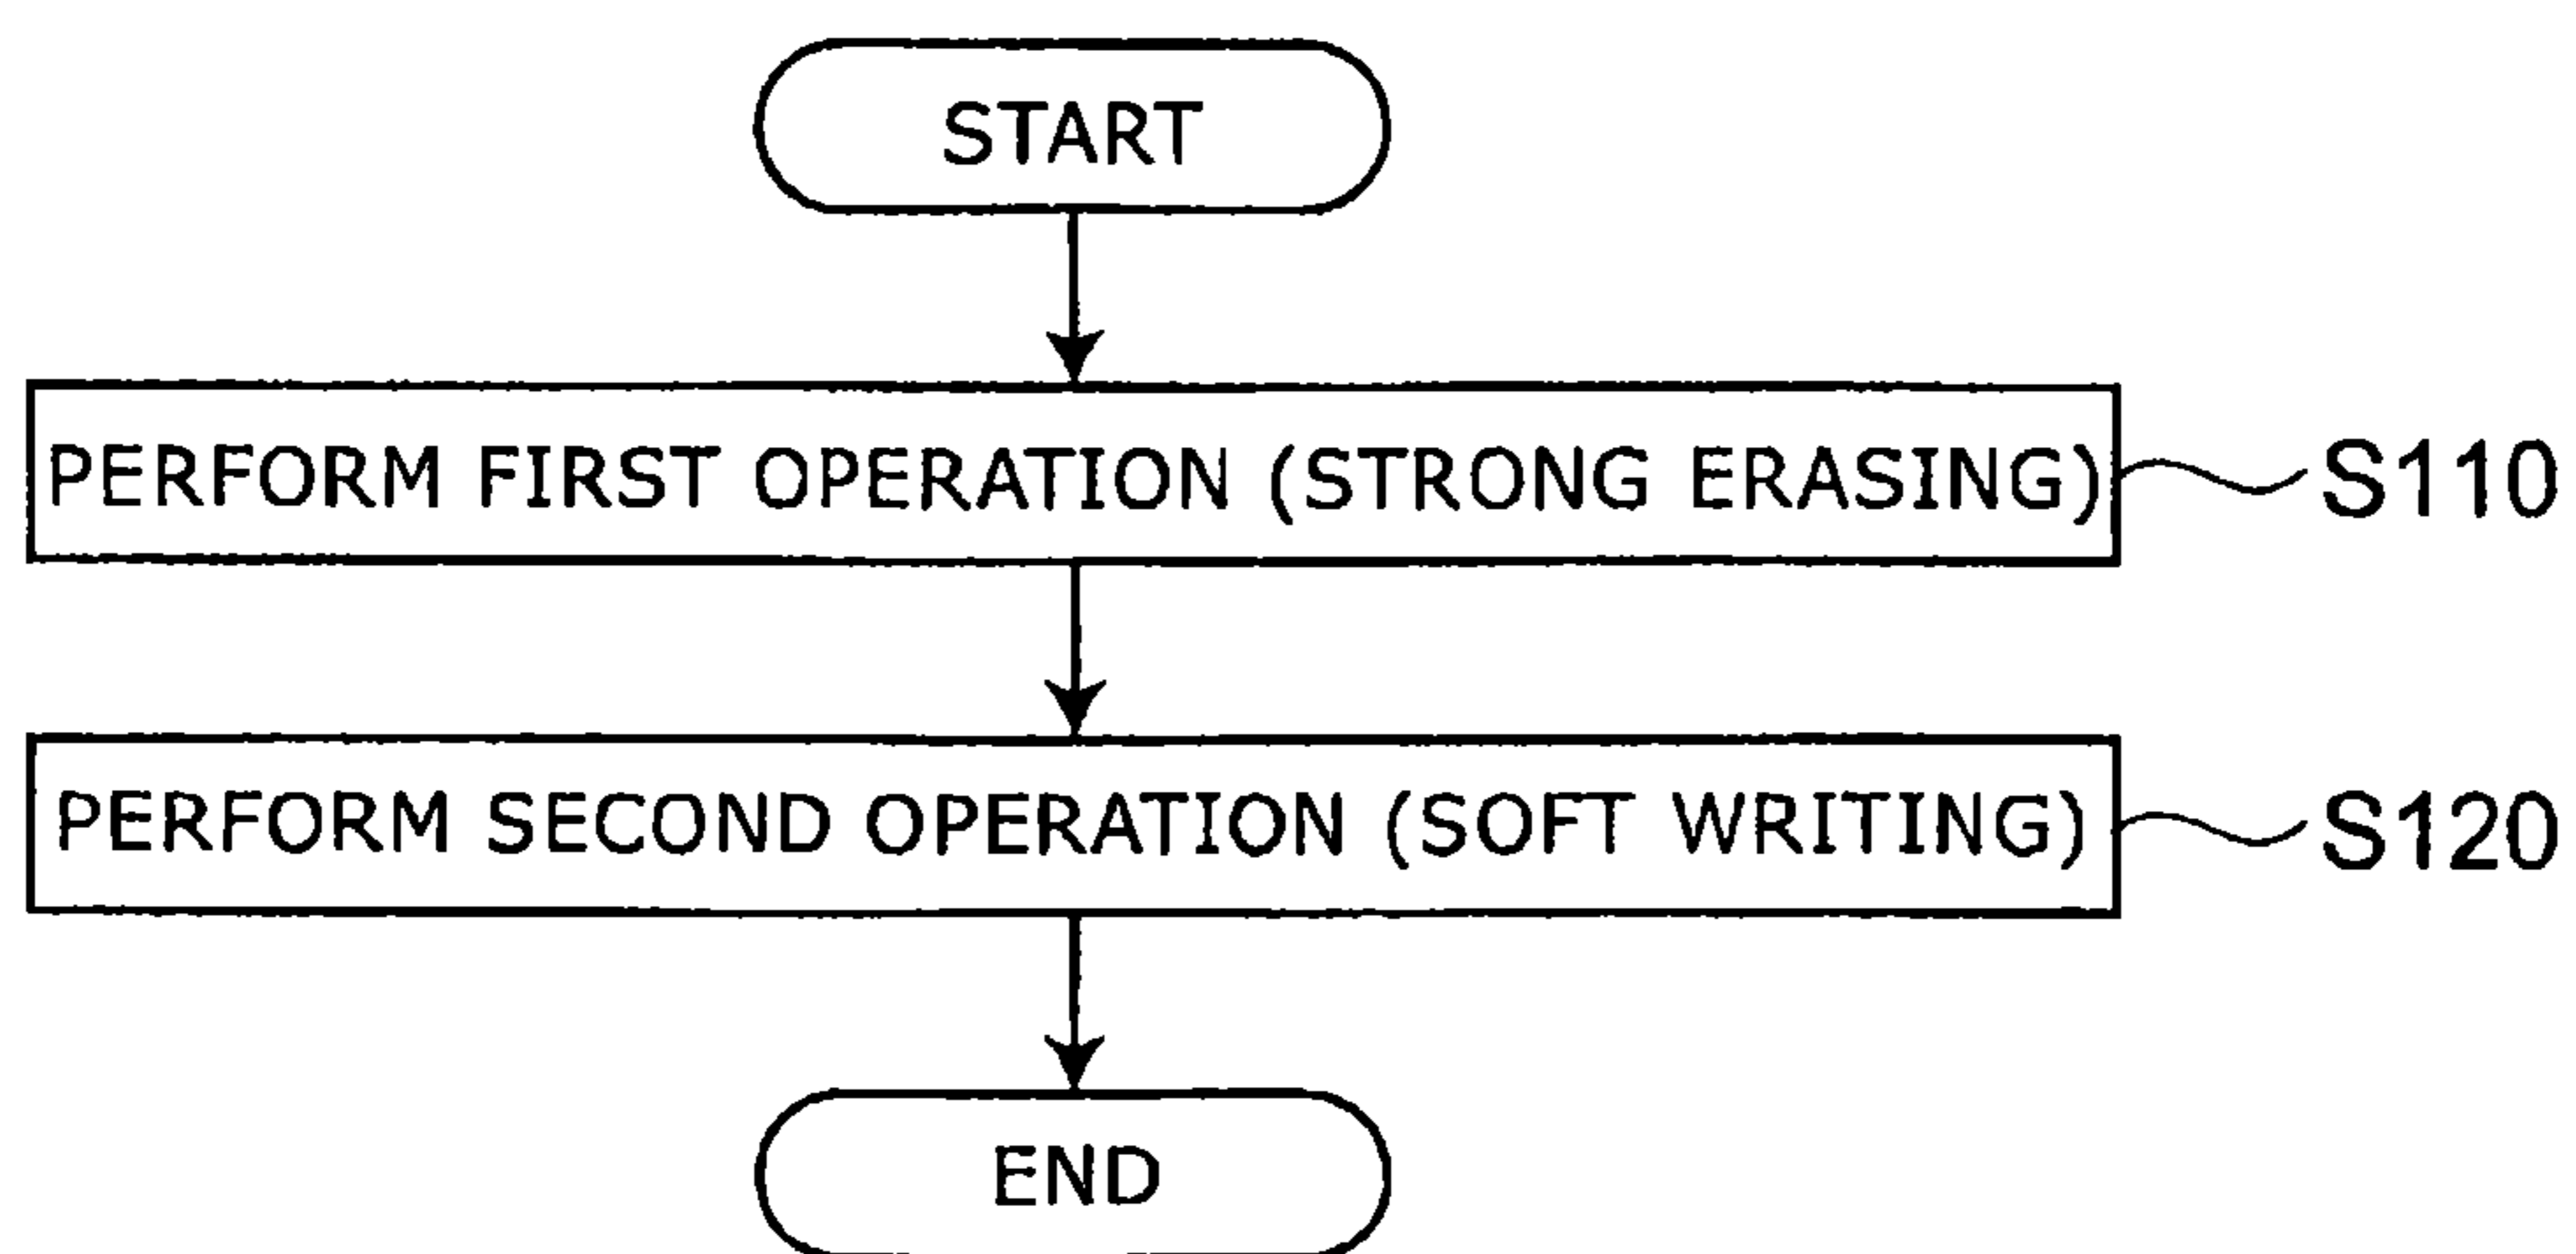 START
PERFORM FIRST OPERATION (STRONG ERASING) S110
PERFORM SECOND OPERATION (SOFT WRITING) S120
END